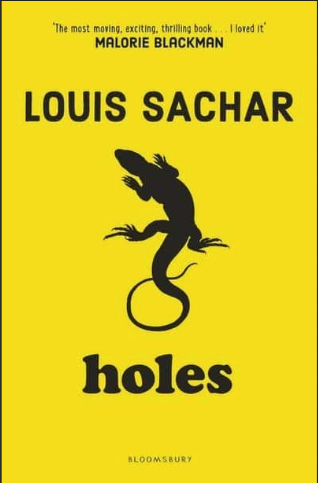 'The most moving, exciting, thrilling book . . . I loved it'
MALORIE BLACKMAN
LOUIS SACHAR
holes
BLOOMSBURY